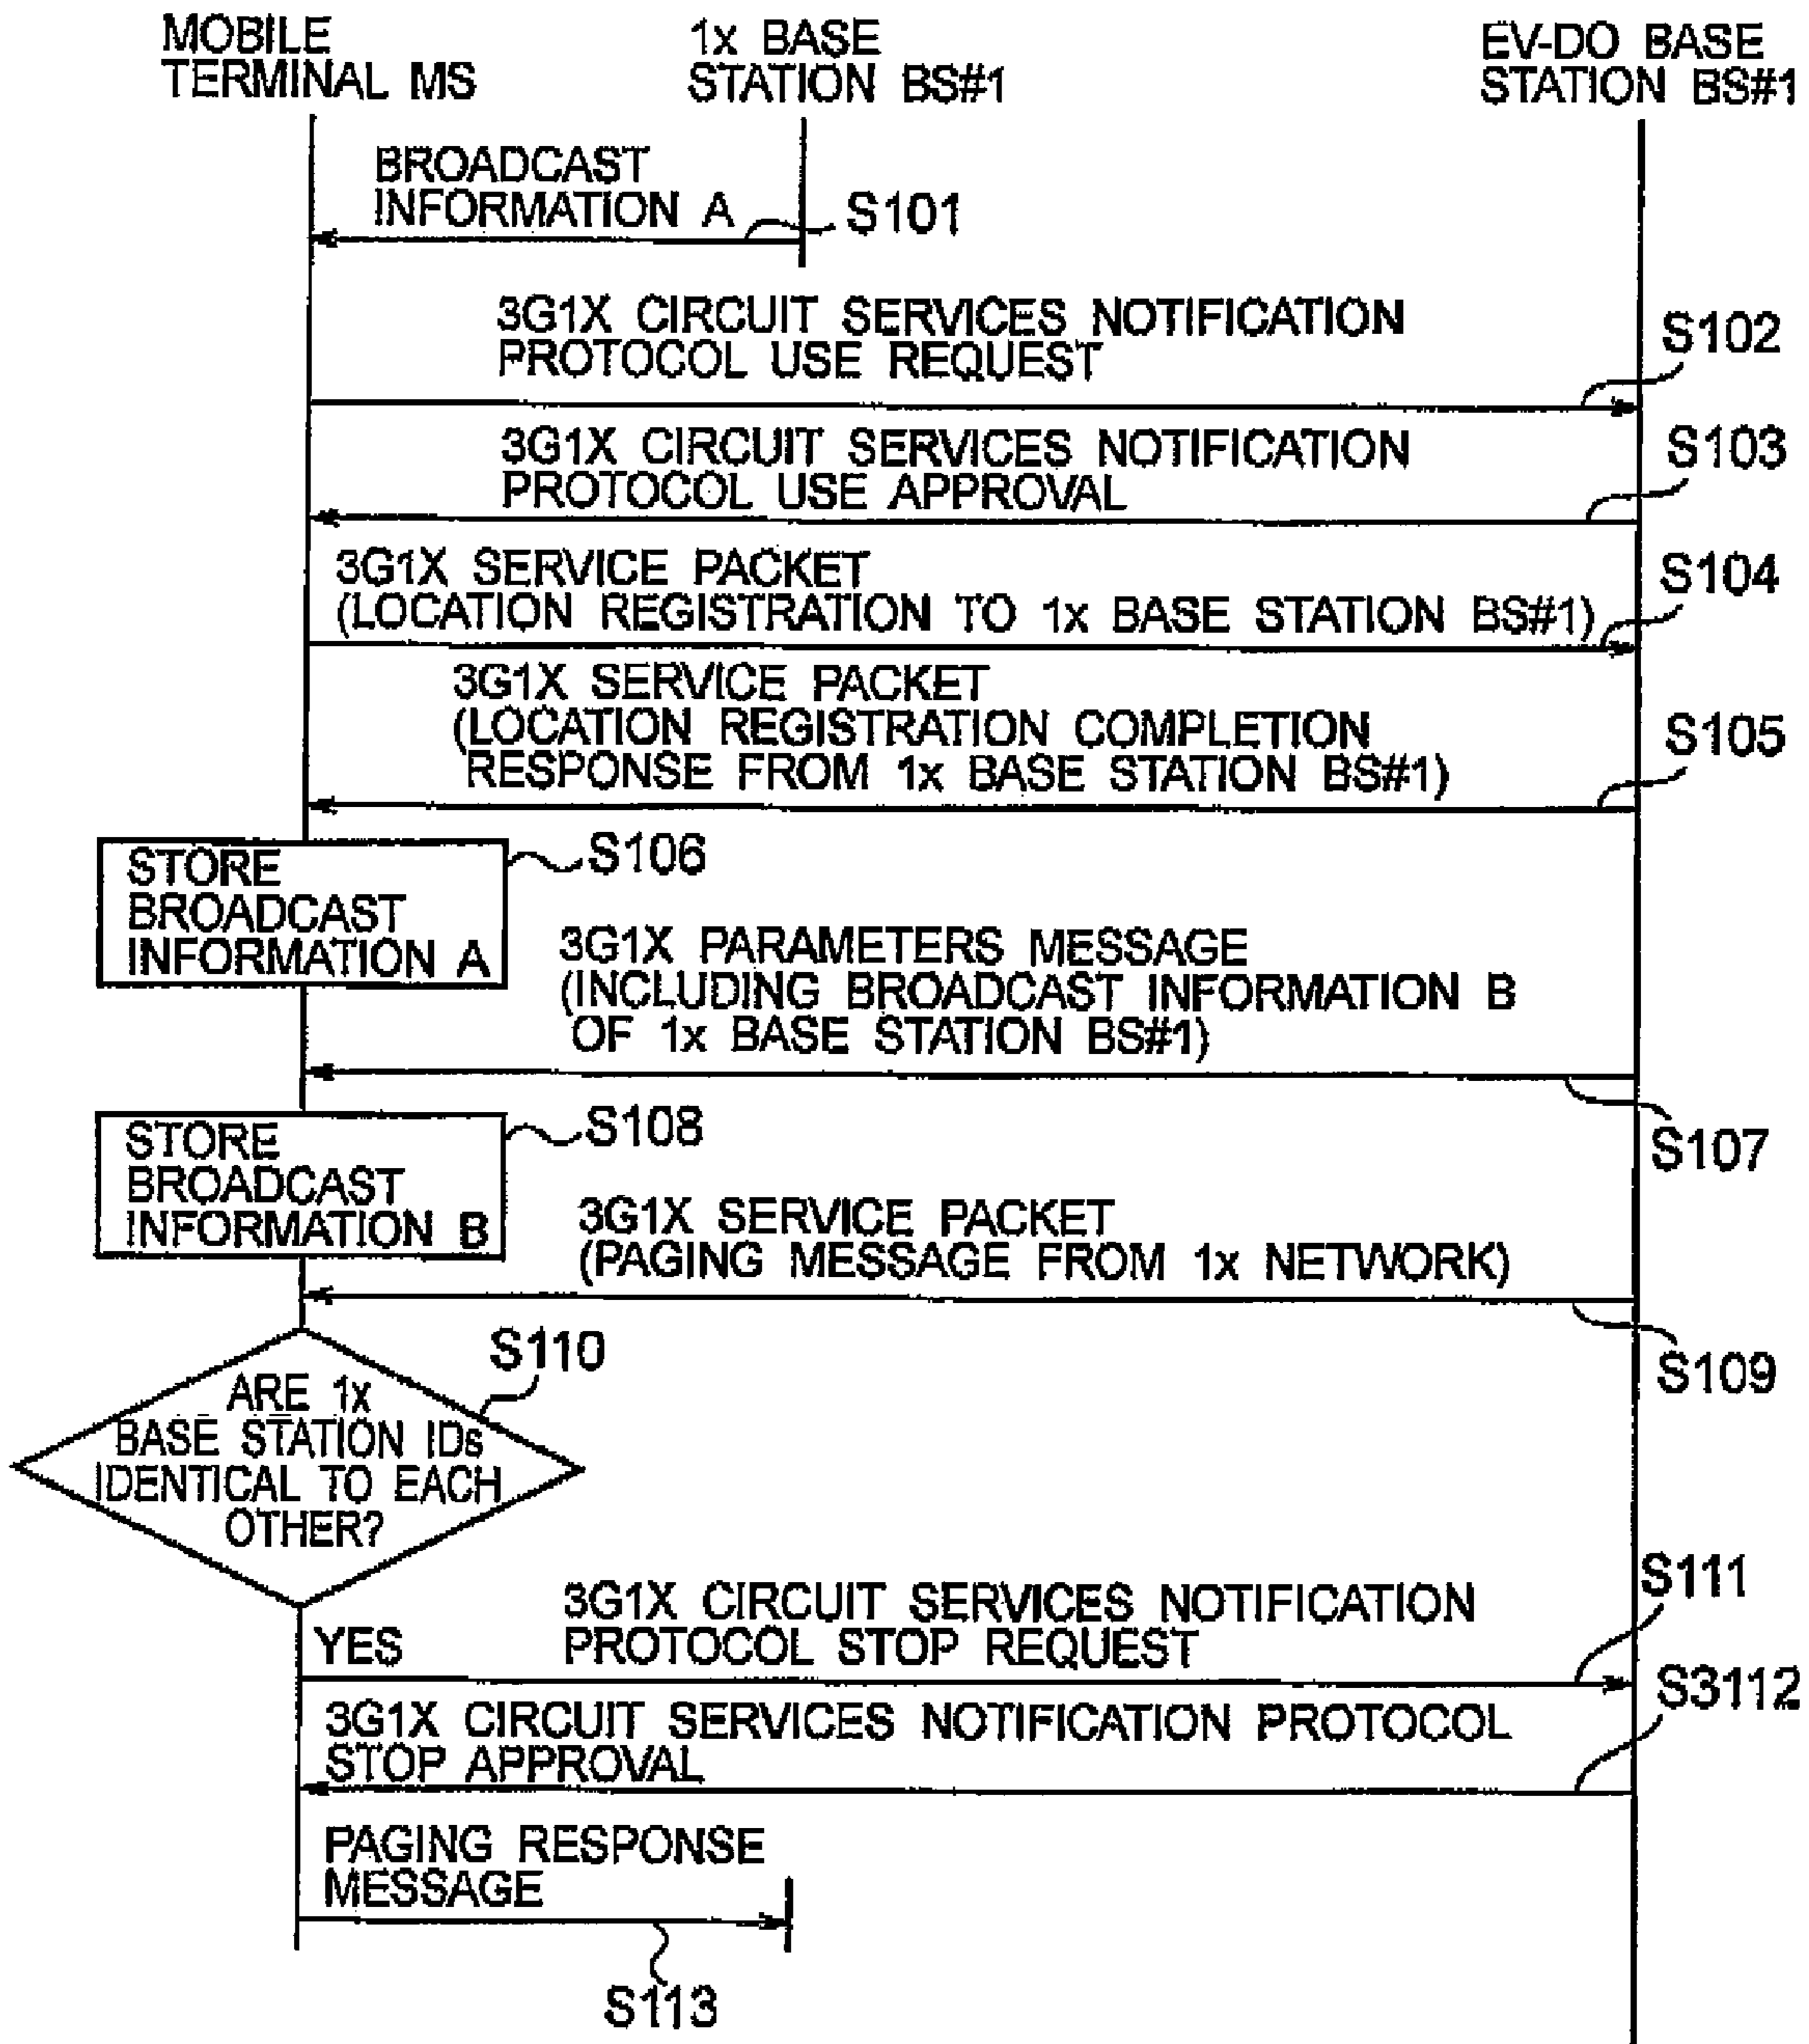 MOBILE
TERMINAL MS
1x BASE
STATION BS#1
EV-DO BASE
STATION BS#1
BROADCAST
INFORMATION A
S101
3G1X CIRCUIT SERVICES NOTIFICATION
PROTOCOL USE REQUEST
S102
3G1X CIRCUIT SERVICES NOTIFICATION
PROTOCOL USE APPROVAL
S103
3G1X SERVICE PACKET
(LOCATION REGISTRATION TO 1x BASE STATION BS#1)
S104
3G1X SERVICE PACKET
(LOCATION REGISTRATION COMPLETION
RESPONSE FROM 1x BASE STATION BS#1)
S105
STORE
BROADCAST
INFORMATION A
S106
3G1X PARAMETERS MESSAGE
(INCLUDING BROADCAST INFORMATION B
OF 1x BASE STATION BS#1)
S107
STORE
BROADCAST
INFORMATION B
S108
3G1X SERVICE PACKET
(PAGING MESSAGE FROM 1x NETWORK)
S109
ARE 1x
BASE STATION IDs
IDENTICAL TO EACH
OTHER?
S110
YES
3G1X CIRCUIT SERVICES NOTIFICATION
PROTOCOL STOP REQUEST
S111
3G1X CIRCUIT SERVICES NOTIFICATION PROTOCOL
STOP APPROVAL
S3112
PAGING RESPONSE
MESSAGE
S113